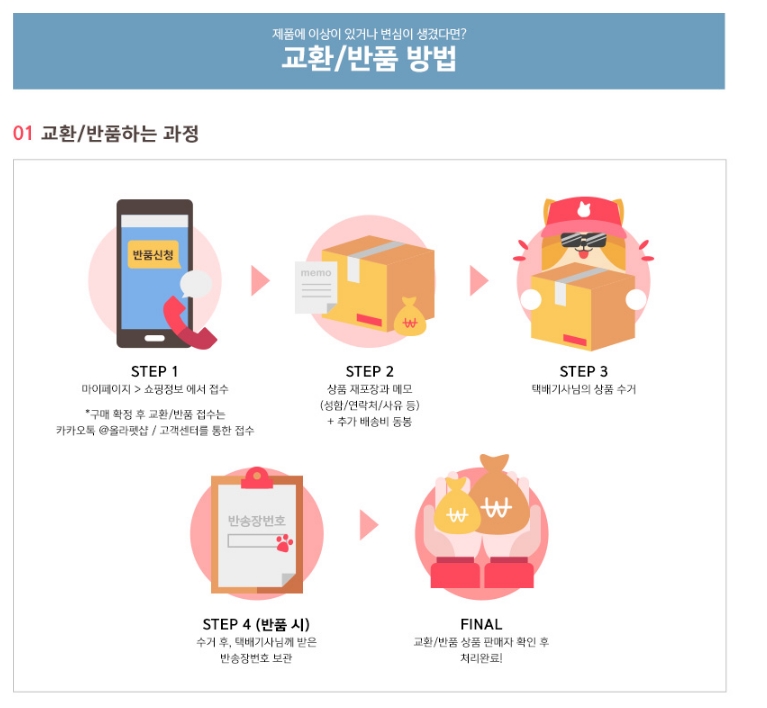 제품에 이상이 있거나 변심이 생겼다면?
교환/반품 방법
01 교환/반품하는 과정
반품신청
memo
₩
STEP 1
마이페이지 > 쇼핑정보 에서 접수
*구매 확정 후 교환/반품 접수는
카카오톡 @올라펫샵 / 고객센터를 통한 접수
STEP 2
상품 재포장과 메모
(성함/연락처/사유 등)
+ 추가 배송비 동봉
STEP 3
택배기사님의 상품 수거
반송장번호
STEP 4 (반품 시)
수거 후, 택배기사님께 받은
반송장번호 보관
₩ ₩
FINAL
교환/반품 상품 판매자 확인 후
처리완료!